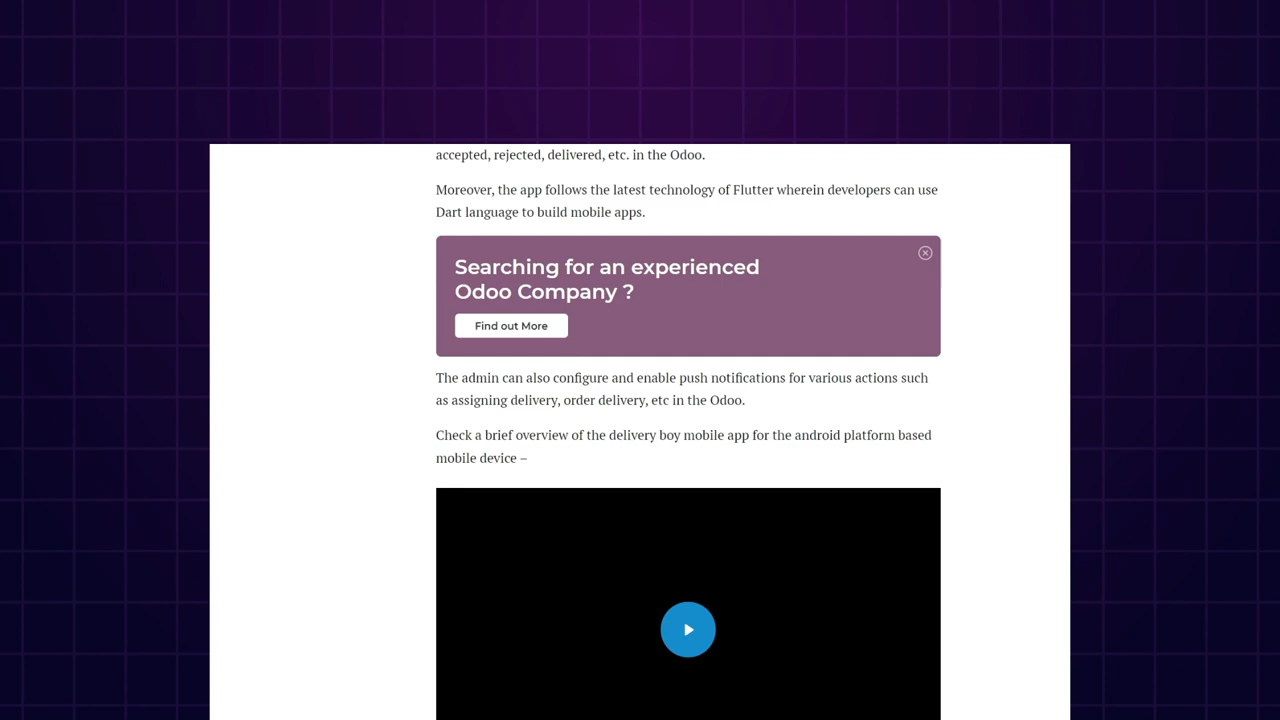 accepted, rejected, delivered, etc. in the Odoo.
Moreover, the app follows the latest technology of Flutter wherein developers can use
Dart language to build mobile apps.
Searching for an experienced
Odoo Company ?
Find out More
The admin can also configure and enable push notifications for various actions such
as assigning delivery, order delivery, etc in the Odoo.
Check a brief overview of the delivery boy mobile app for the android platform based
mobile device –